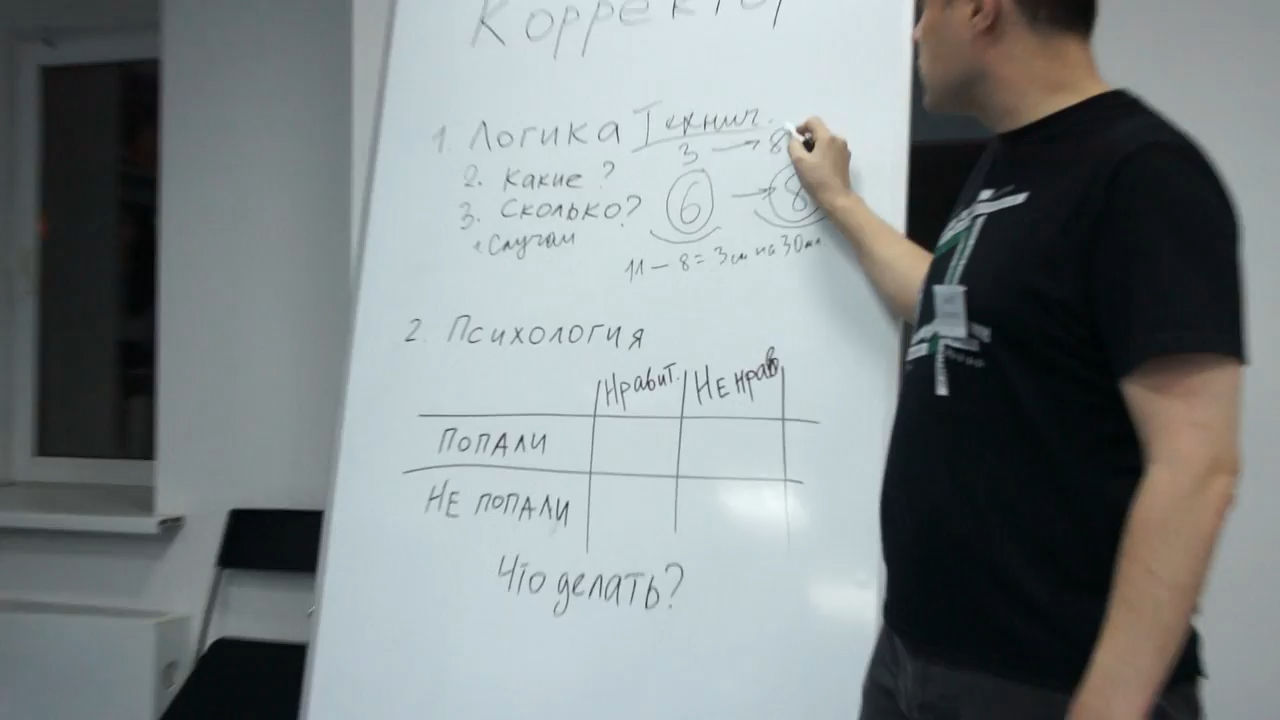 Корректор
1. Логика Технич.
3 → 8
2. Какие?
6 → 8
3. Сколько?
• Случаи
11 – 8 = 3 см на 30
2. Психология
Нравит. Не нрав
ПОПАЛИ
НЕ ПОПАЛИ
Что делать?